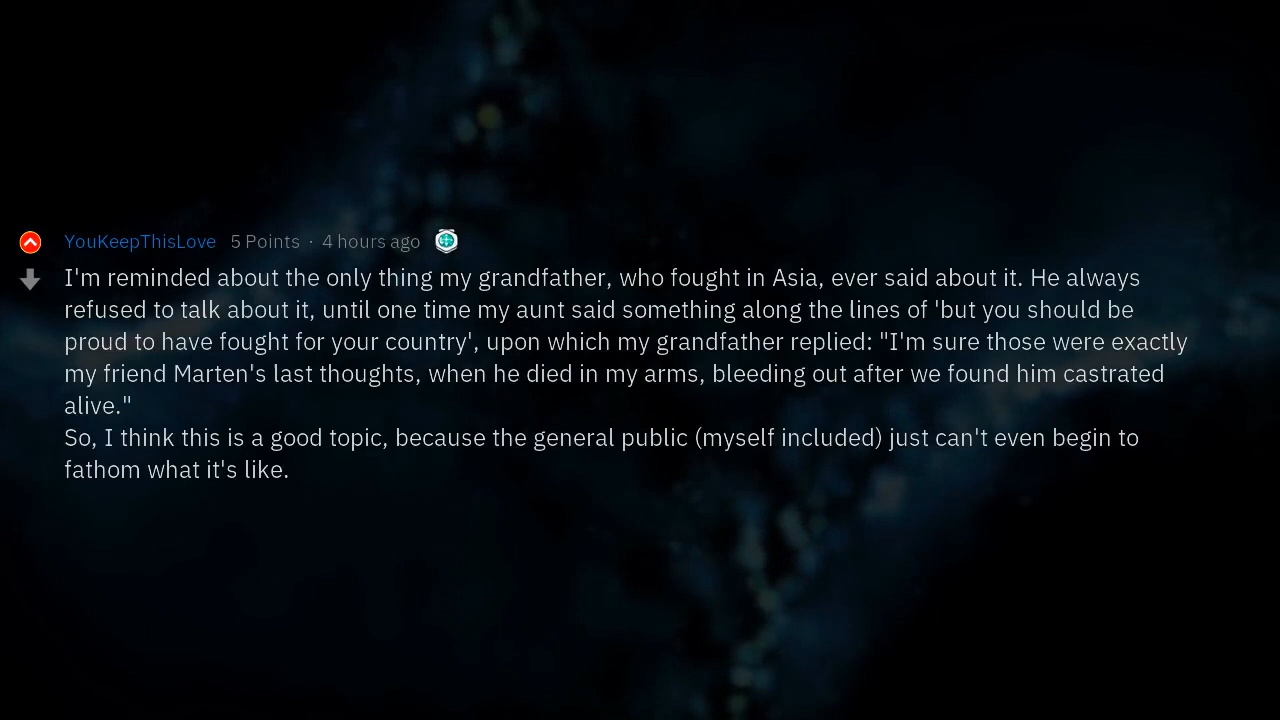 YouKeepThisLove 5 Points · 4 hours ago
I'm reminded about the only thing my grandfather, who fought in Asia, ever said about it. He always
refused to talk about it, until one time my aunt said something along the lines of 'but you should be
proud to have fought for your country', upon which my grandfather replied: "I'm sure those were exactly
my friend Marten's last thoughts, when he died in my arms, bleeding out after we found him castrated
alive."
So, I think this is a good topic, because the general public (myself included) just can't even begin to
fathom what it's like.